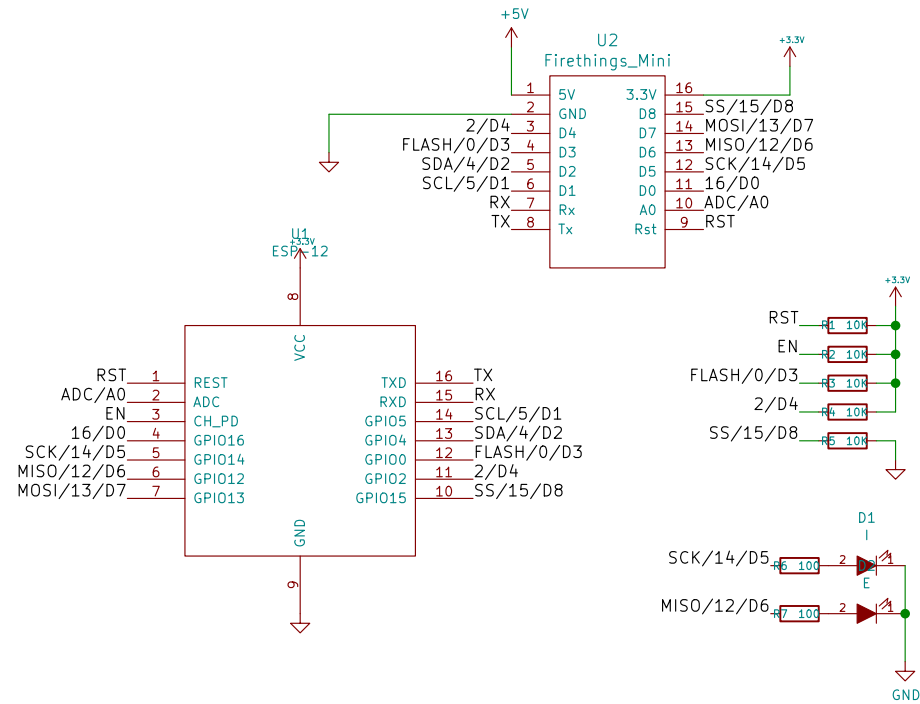 +5V
U2
Firethings_Mini
+3.3V
1 5V 3.3V 16
2 GND D8 15 SS/15/D8
2/D4 3 D4 D7 14 MOSI/13/D7
FLASH/0/D3 4 D3 D6 13 MISO/12/D6
SDA/4/D2 5 D2 D5 12 SCK/14/D5
SCL/5/D1 6 D1 D0 11 16/D0
RX 7 Rx A0 10 ADC/A0
TX 8 Tx Rst 9 RST
U1
+3.3V
ESP-12
8
VCC
RST 1 REST TXD 16 TX
ADC/A0 2 ADC RXD 15 RX
EN 3 CH_PD GPIO5 14 SCL/5/D1
16/D0 4 GPIO16 GPIO4 13 SDA/4/D2
SCK/14/D5 5 GPIO14 GPIO0 12 FLASH/0/D3
MISO/12/D6 6 GPIO12 GPIO2 11 2/D4
MOSI/13/D7 7 GPIO13 GPIO15 10 SS/15/D8
GND
9
+3.3V
RST R1 10K
EN R2 10K
FLASH/0/D3 R3 10K
2/D4 R4 10K
SS/15/D8 R5 10K
D1
I
SCK/14/D5 R6 100 2 D2 1
E
MISO/12/D6 R7 100 2 1
GND